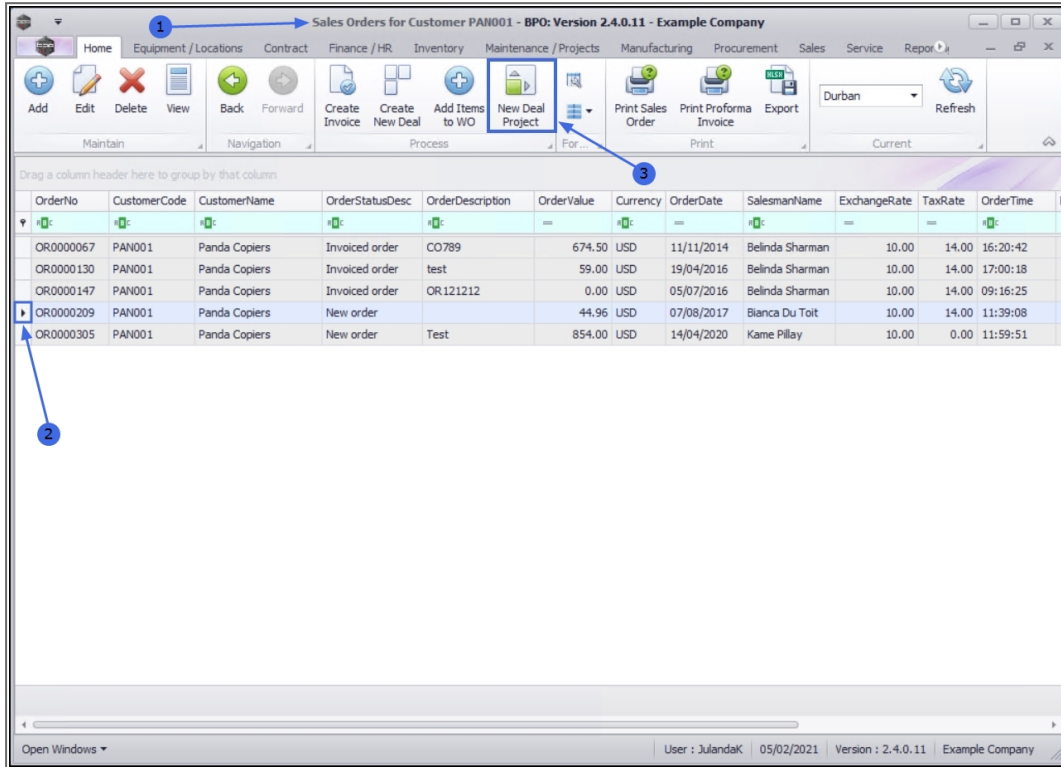 1
Sales Orders for Customer PAN001 - BPO: Version 2.4.0.11 - Example Company
Home Equipment / Locations Contract Finance / HR Inventory Maintenance / Projects Manufacturing Procurement Sales Service Repor
Add Edit Delete View Back Forward Create Invoice Create New Deal Add Items to WO New Deal Project Print Sales Order Print Proforma Invoice Export Durban Refresh
Maintain Navigation Process For... Print Current
3
Drag a column header here to group by that column
OrderNo CustomerCode CustomerName OrderStatusDesc OrderDescription OrderValue Currency OrderDate SalesmanName ExchangeRate TaxRate OrderTime
OR0000067 PAN001 Panda Copiers Invoiced order CO789 674.50 USD 11/11/2014 Belinda Sharman 10.00 14.00 16:20:42
OR0000130 PAN001 Panda Copiers Invoiced order test 59.00 USD 19/04/2016 Belinda Sharman 10.00 14.00 17:00:18
OR0000147 PAN001 Panda Copiers Invoiced order OR121212 0.00 USD 05/07/2016 Belinda Sharman 10.00 14.00 09:16:25
OR0000209 PAN001 Panda Copiers New order 44.96 USD 07/08/2017 Bianca Du Toit 10.00 14.00 11:39:08
OR0000305 PAN001 Panda Copiers New order Test 854.00 USD 14/04/2020 Kame Pillay 10.00 0.00 11:59:51
2
Open Windows User : JulandaK 05/02/2021 Version : 2.4.0.11 Example Company